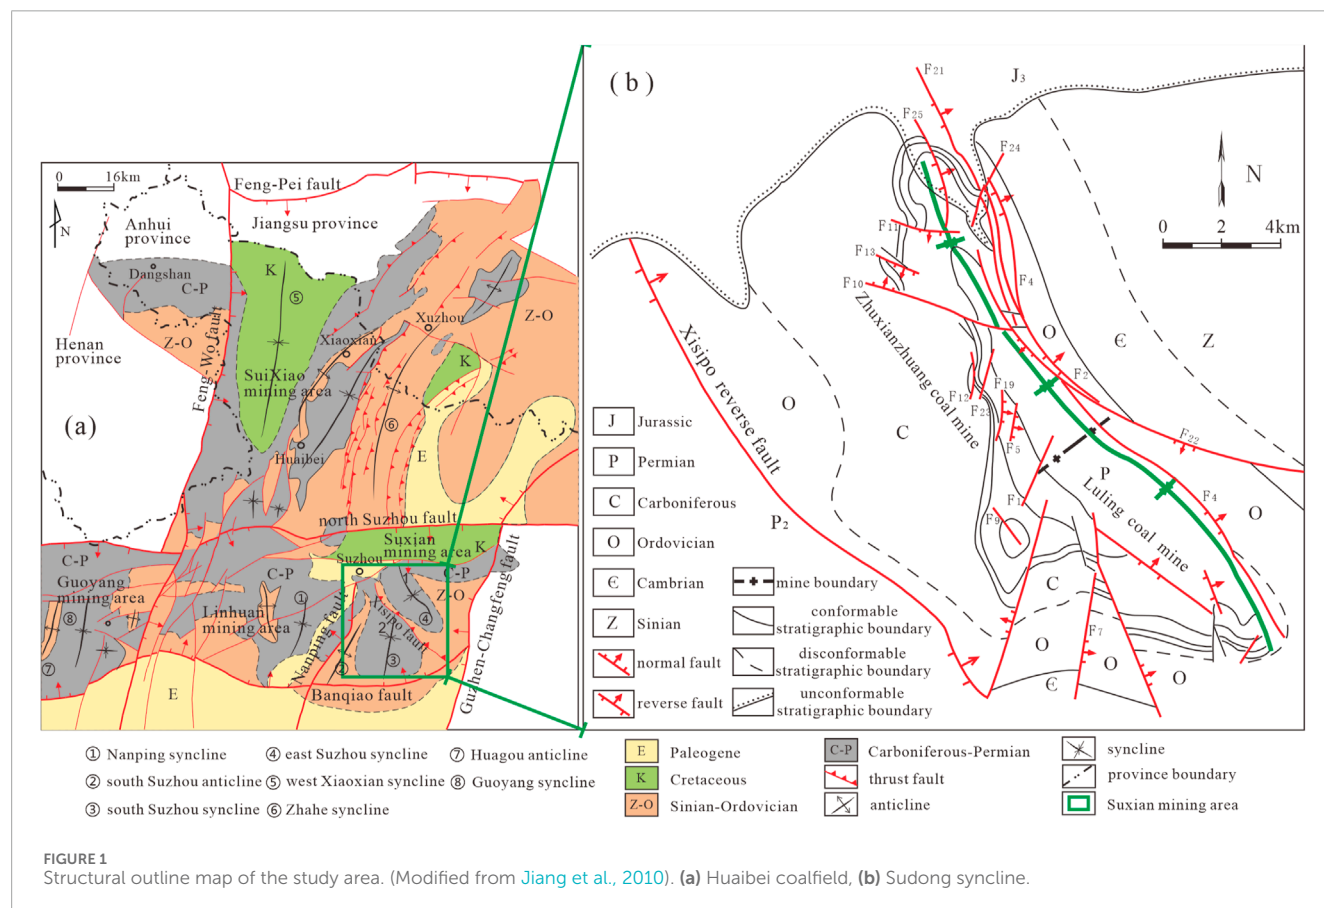 (a)
0 16km
N
Feng-Pei fault
Anhui
province
Jiangsu province
Dangshan
C-P
K
⑤
Z-O
Henan
province
Feng-Wo fault
Xuzhou
Xiaoxian
Z-O
K
SuiXiao
mining area
⑥
E
Huaibei
north Suzhou fault
Suxian
mining area
K
Suzhou
C-P
Guoyang
mining area
⑧
⑦
C-P
①
Linhuan
mining area
C-P
Z-O
Nanping fault
Xisipo fault
②
③
④
Guzhen-Changfeng fault
E
Banqiao fault
(b)
J3
F21
F25
F24
N
0 2 4km
F11
F13
F10
F4
O
Є
Z
Xisipo reverse fault
Zhuxianzhuang coal mine
F2
F12
F23
F19
F5
F22
O
C
P
Luling coal mine
F1
F4
F9
O
P2
C
O
F7
O
O
Є
J Jurassic
P Permian
C Carboniferous
O Ordovician
Є Cambrian
Z Sinian
normal fault
reverse fault
mine boundary
conformable
stratigraphic boundary
disconformable
stratigraphic boundary
unconformable
stratigraphic boundary
① Nanping syncline ④ east Suzhou syncline ⑦ Huagou anticline
② south Suzhou anticline ⑤ west Xiaoxian syncline ⑧ Guoyang syncline
③ south Suzhou syncline ⑥ Zhahe syncline
E Paleogene
K Cretaceous
Z-O Sinian-Ordovician
C-P Carboniferous-Permian
thrust fault
anticline
syncline
province boundary
Suxian mining area
FIGURE 1
Structural outline map of the study area. (Modified from Jiang et al., 2010). (a) Huaibei coalfield, (b) Sudong syncline.